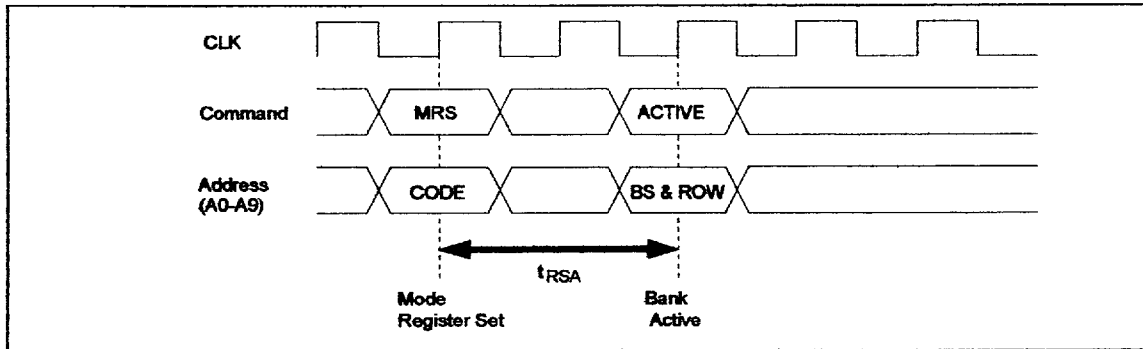 CLK
Command
MRS
ACTIVE
Address
(A0-A9)
CODE
BS & ROW
tRSA
Mode
Register Set
Bank
Active